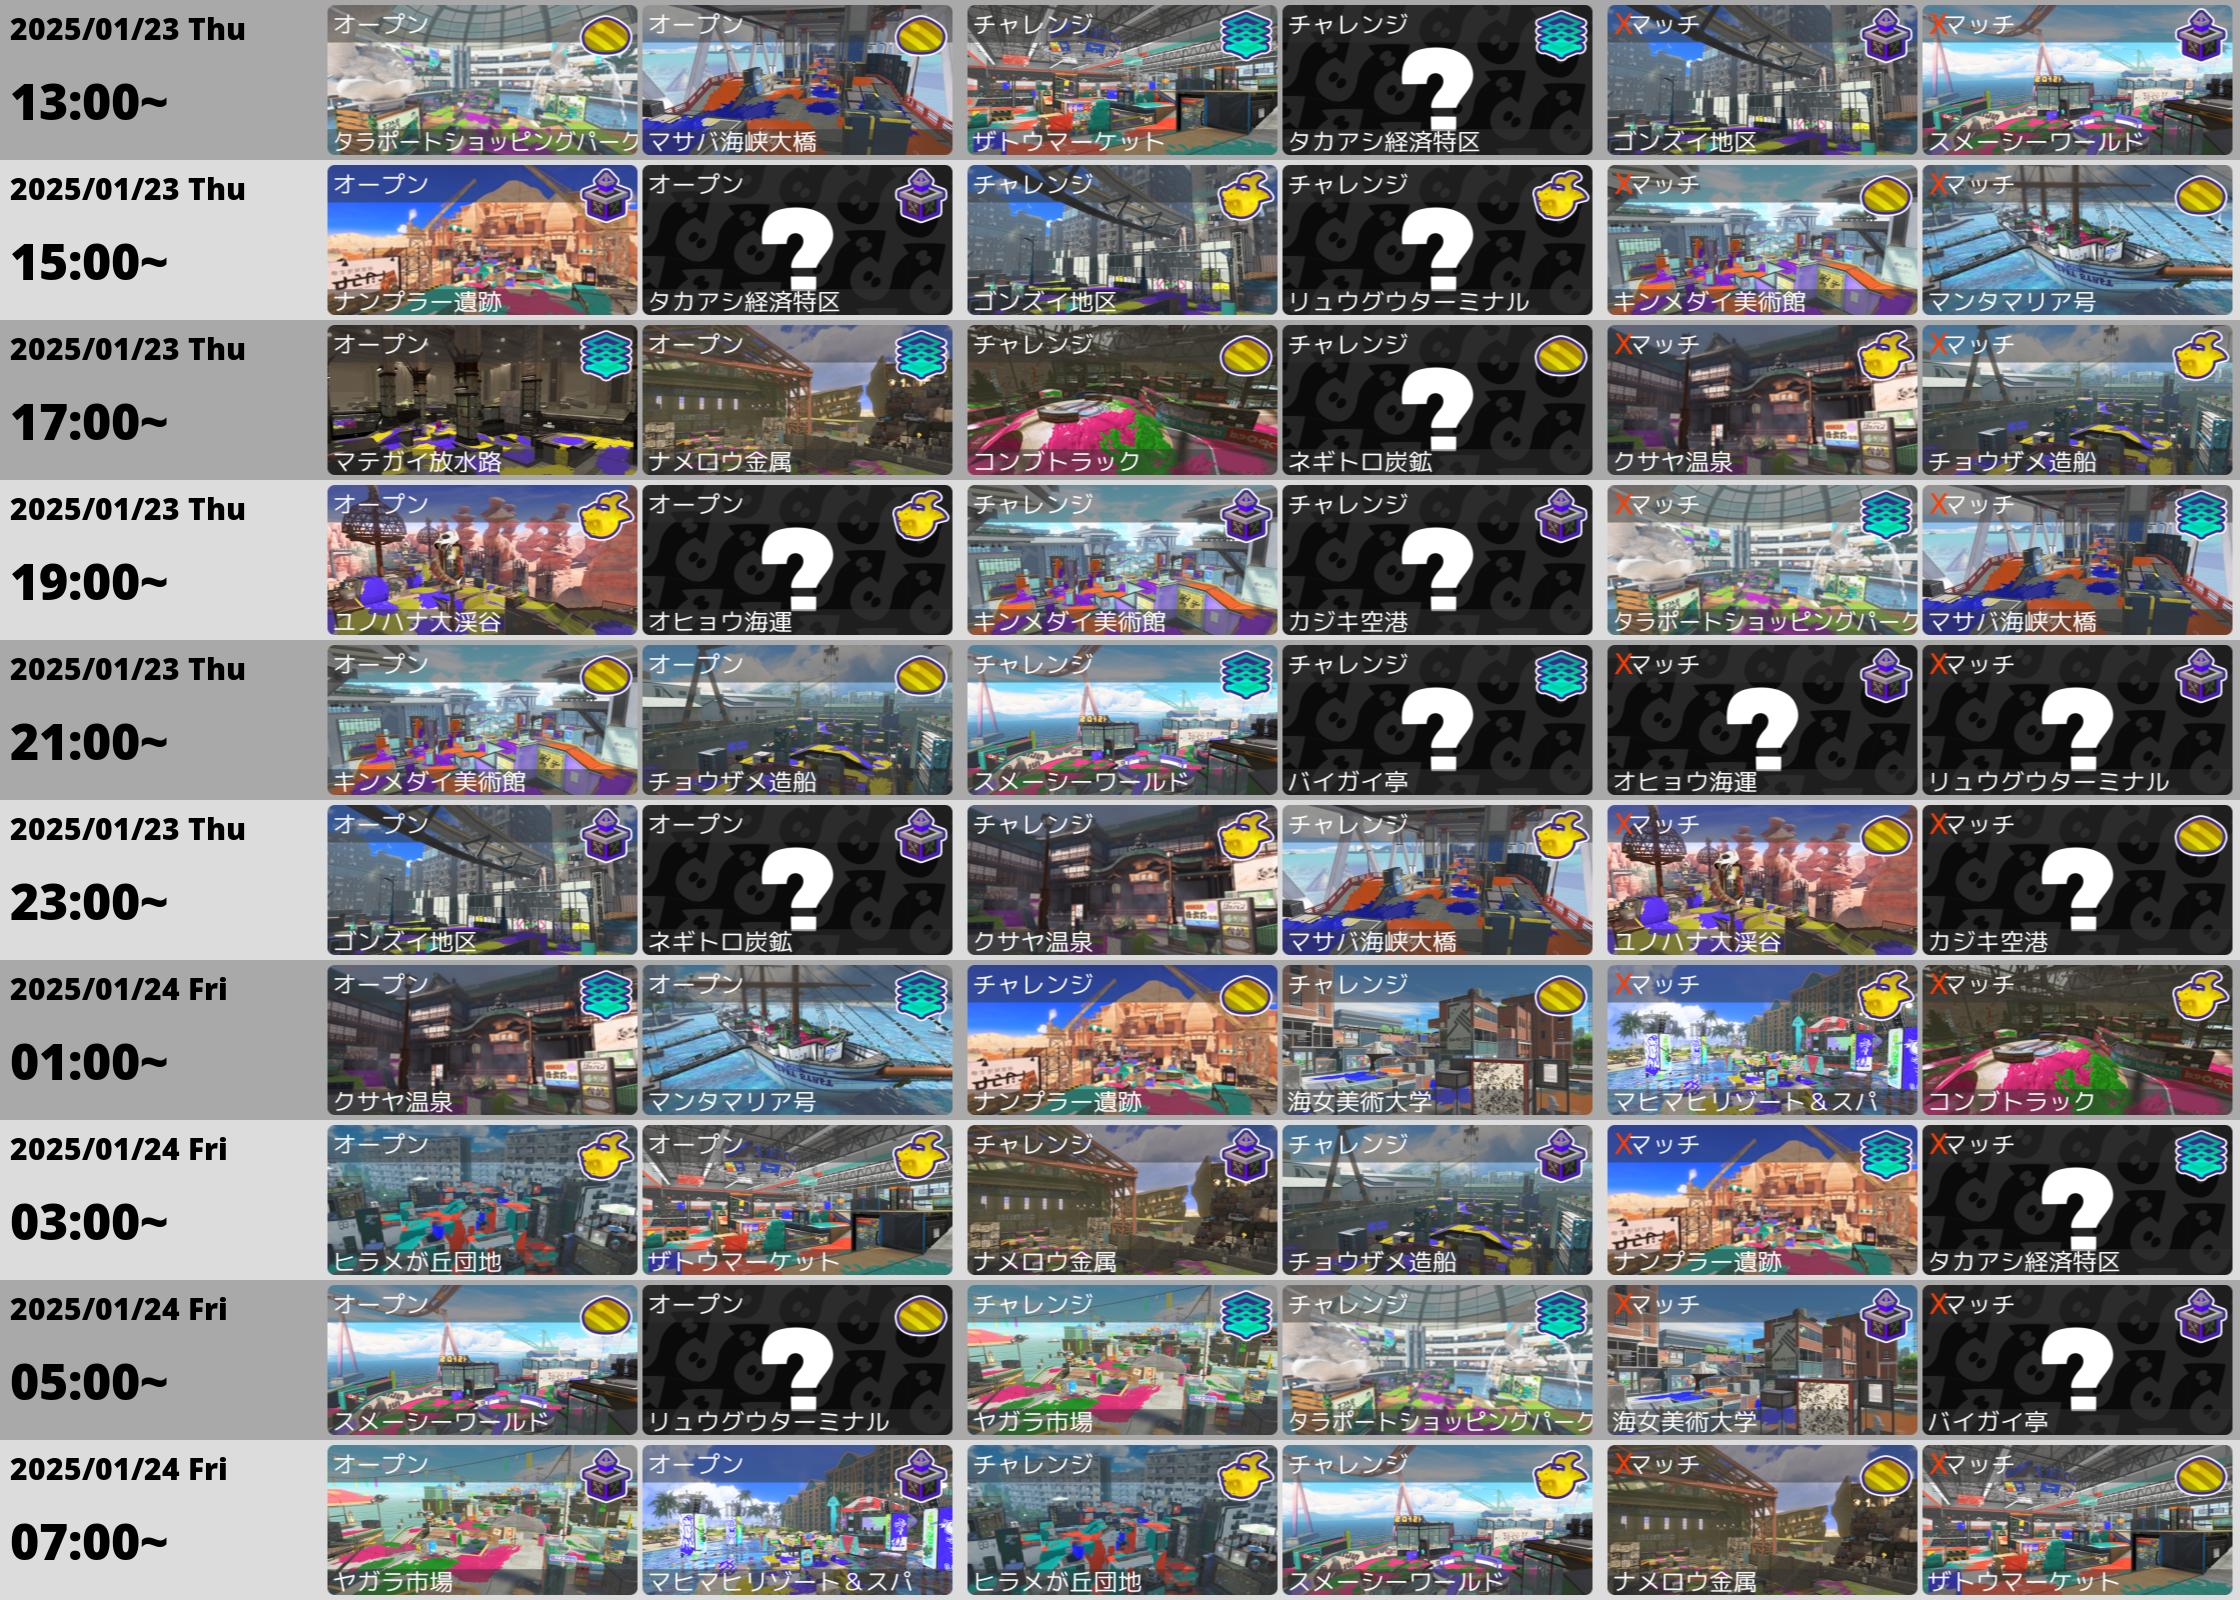 2025/01/23 Thu
13:00~
オープン
タラポートショッピングパーク
オープン
マサバ海峡大橋
チャレンジ
ザトウマーケット
チャレンジ
タカアシ経済特区
Xマッチ
ゴンズイ地区
Xマッチ
スメーシーワールド
2025/01/23 Thu
15:00~
オープン
ナンプラー遺跡
オープン
タカアシ経済特区
チャレンジ
ゴンズイ地区
チャレンジ
リュウグウターミナル
Xマッチ
キンメダイ美術館
Xマッチ
マンタマリア号
2025/01/23 Thu
17:00~
オープン
マテガイ放水路
オープン
ナメロウ金属
チャレンジ
コンブトラック
チャレンジ
ネギトロ炭鉱
Xマッチ
クサヤ温泉
Xマッチ
チョウザメ造船
2025/01/23 Thu
19:00~
オープン
ユノハナ大渓谷
オープン
オヒョウ海運
チャレンジ
キンメダイ美術館
チャレンジ
カジキ空港
Xマッチ
タラポートショッピングパーク
Xマッチ
マサバ海峡大橋
2025/01/23 Thu
21:00~
オープン
キンメダイ美術館
オープン
チョウザメ造船
チャレンジ
スメーシーワールド
チャレンジ
バイガイ亭
Xマッチ
オヒョウ海運
Xマッチ
リュウグウターミナル
2025/01/23 Thu
23:00~
オープン
ゴンズイ地区
オープン
ネギトロ炭鉱
チャレンジ
クサヤ温泉
チャレンジ
マサバ海峡大橋
Xマッチ
ユノハナ大渓谷
Xマッチ
カジキ空港
2025/01/24 Fri
01:00~
オープン
クサヤ温泉
オープン
マンタマリア号
チャレンジ
ナンプラー遺跡
チャレンジ
海女美術大学
Xマッチ
マヒマヒリゾート&スパ
Xマッチ
コンブトラック
2025/01/24 Fri
03:00~
オープン
ヒラメが丘団地
オープン
ザトウマーケット
チャレンジ
ナメロウ金属
チャレンジ
チョウザメ造船
Xマッチ
ナンプラー遺跡
Xマッチ
タカアシ経済特区
2025/01/24 Fri
05:00~
オープン
スメーシーワールド
オープン
リュウグウターミナル
チャレンジ
ヤガラ市場
チャレンジ
タラポートショッピングパーク
Xマッチ
海女美術大学
Xマッチ
バイガイ亭
2025/01/24 Fri
07:00~
オープン
ヤガラ市場
オープン
マヒマヒリゾート&スパ
チャレンジ
ヒラメが丘団地
チャレンジ
スメーシーワールド
Xマッチ
ナメロウ金属
Xマッチ
ザトウマーケット